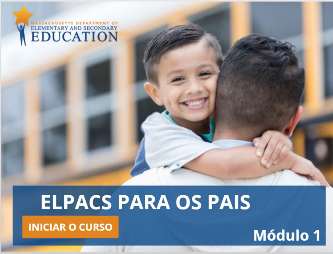 MASSACHUSETTS DEPARTMENT OF
ELEMENTARY AND SECONDARY
EDUCATION
ELPACS PARA OS PAIS
INICIAR O CURSO
Módulo 1